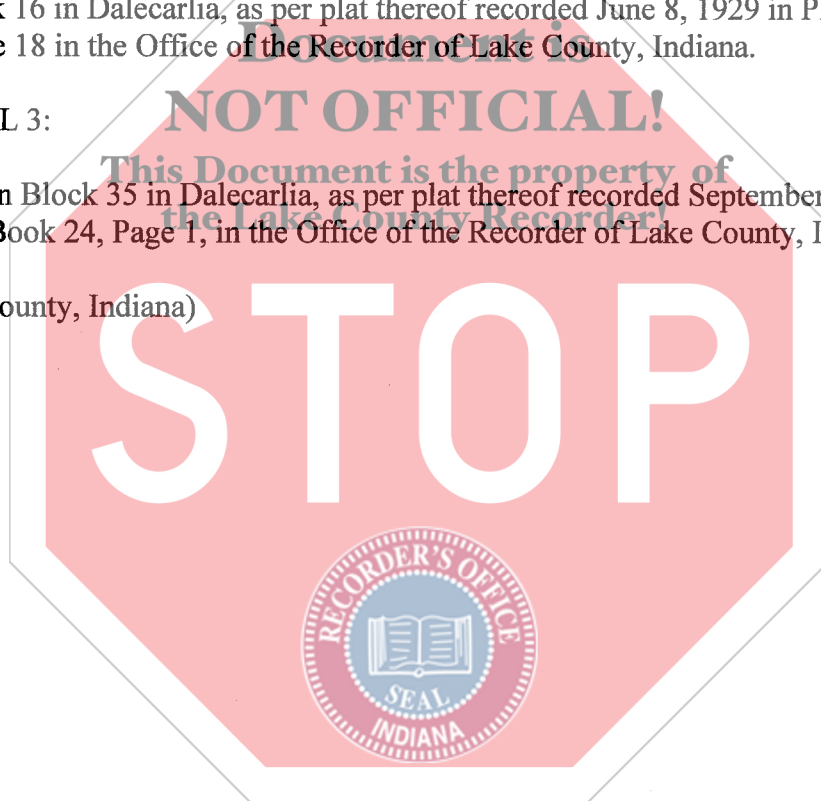 16 in Dalecarlia, as per plat thereof recorded June 8, 1929 in P
18 in the Office of the Recorder of Lake County, Indiana.
Document is
L 3:
NOT OFFICIAL!
This Document is the property of
n Block 35 in Dalecarlia, as per plat thereof recorded September
the Lake County Recorder!
Book 24, Page 1, in the Office of the Recorder of Lake County, I
ounty, Indiana)
STOP
RECORDER'S OFFICE
SEAL
INDIANA